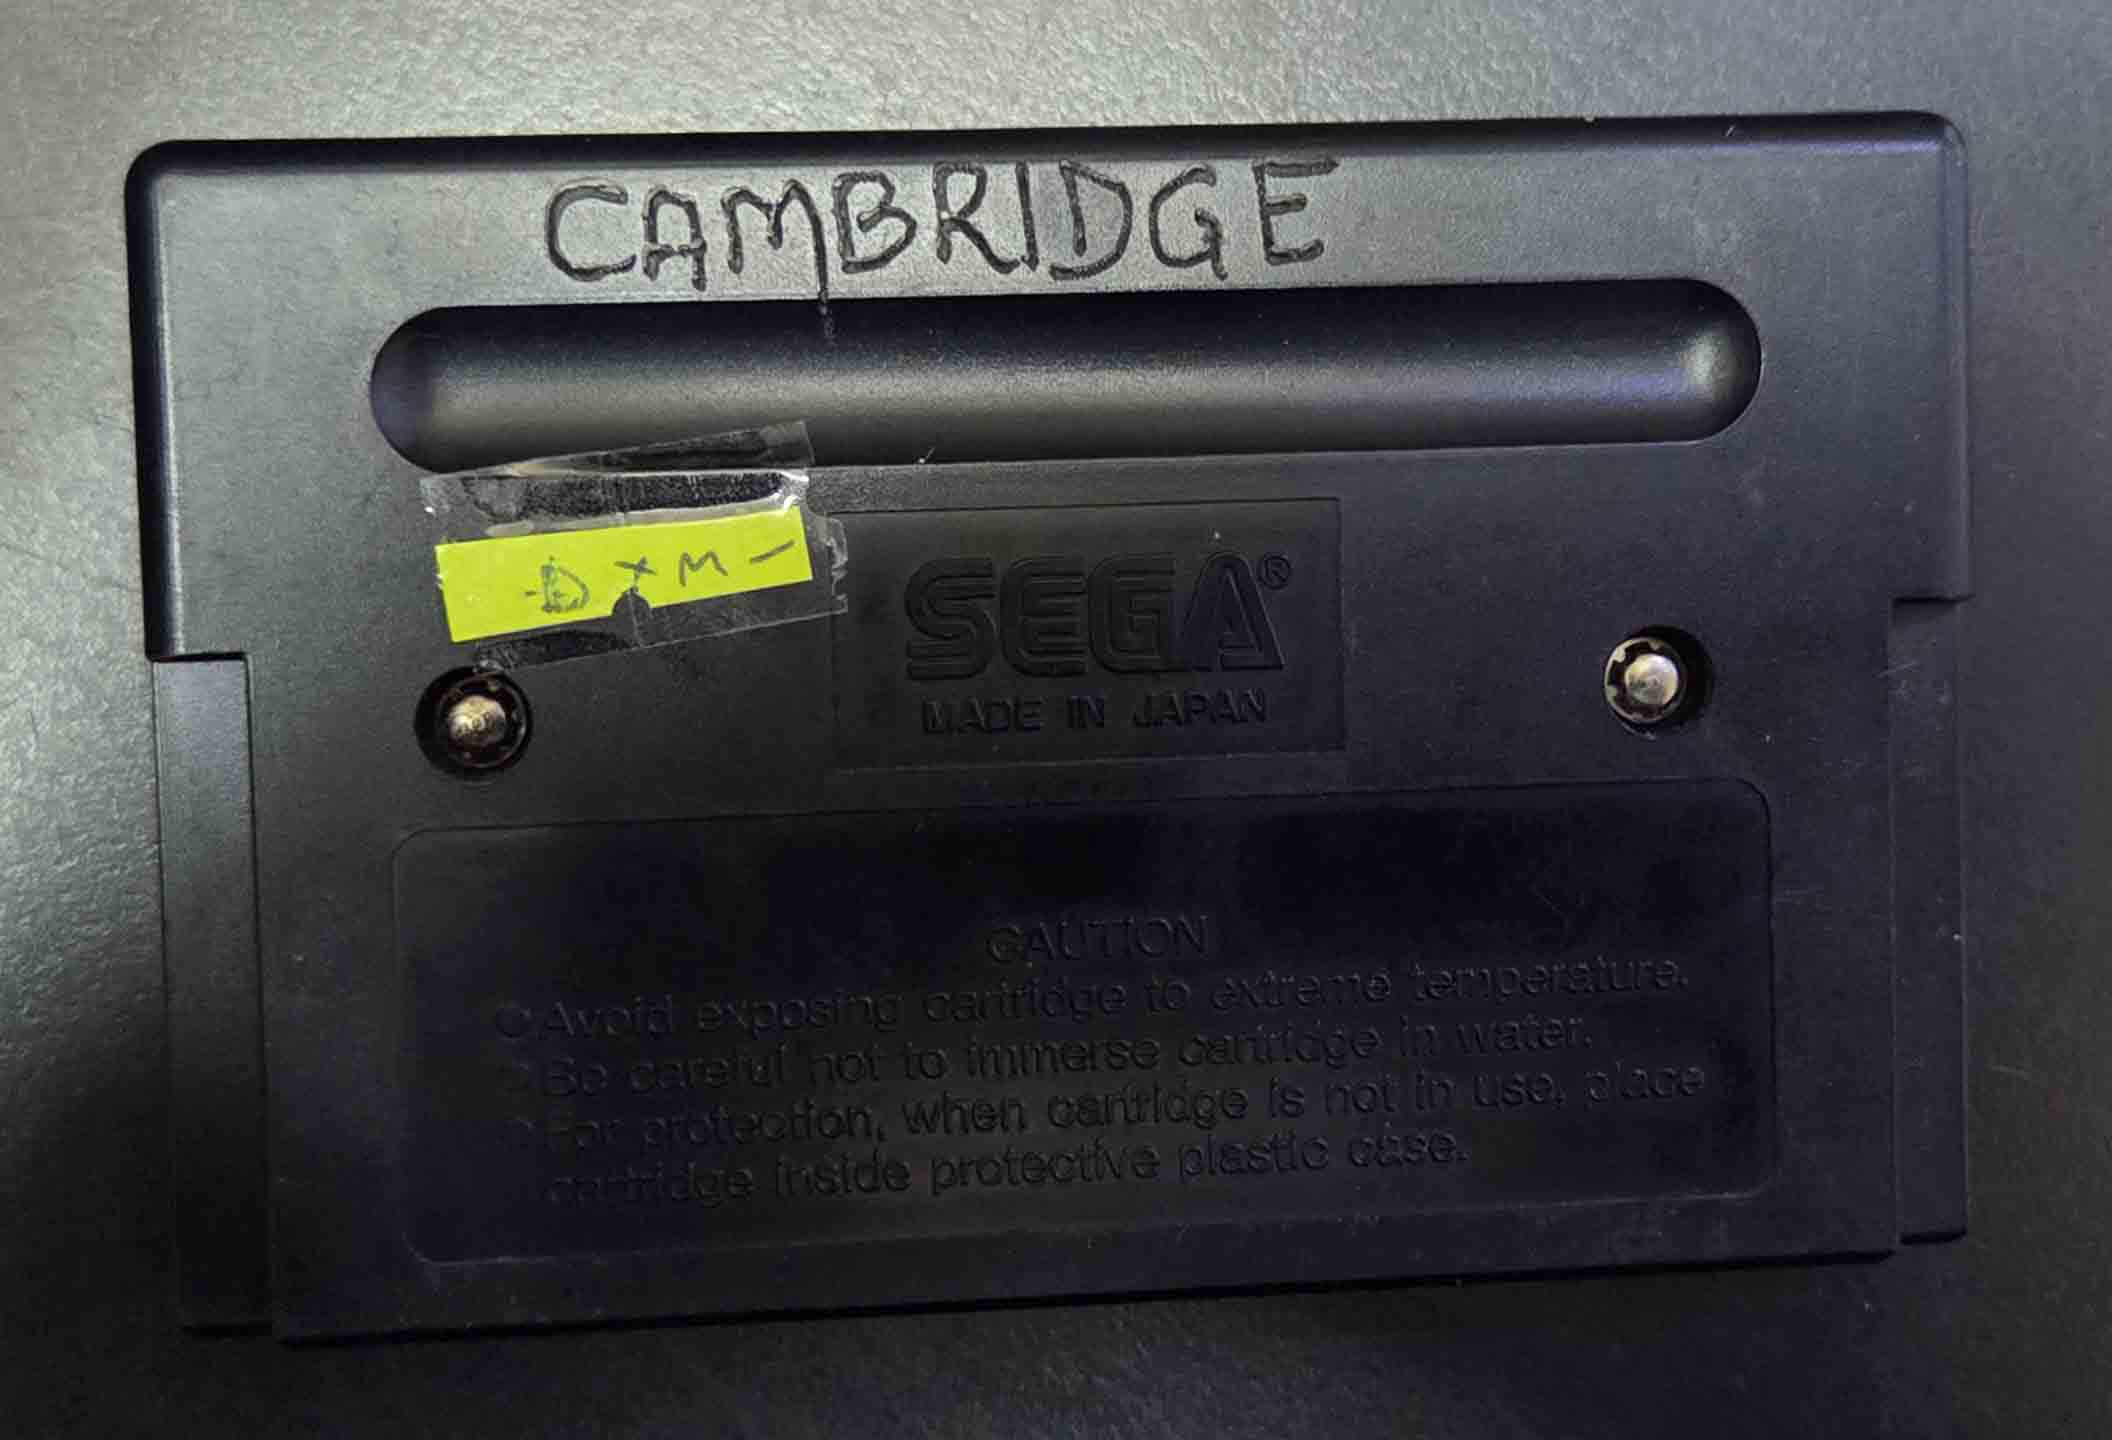 CAMBRIDGE
-D x M -
SEGA®
MADE IN JAPAN
CAUTION
○Avoid exposing cartridge to extreme temperature.
○Be careful not to immerse cartridge in water.
○For protection, when cartridge is not in use, place
cartridge inside protective plastic case.